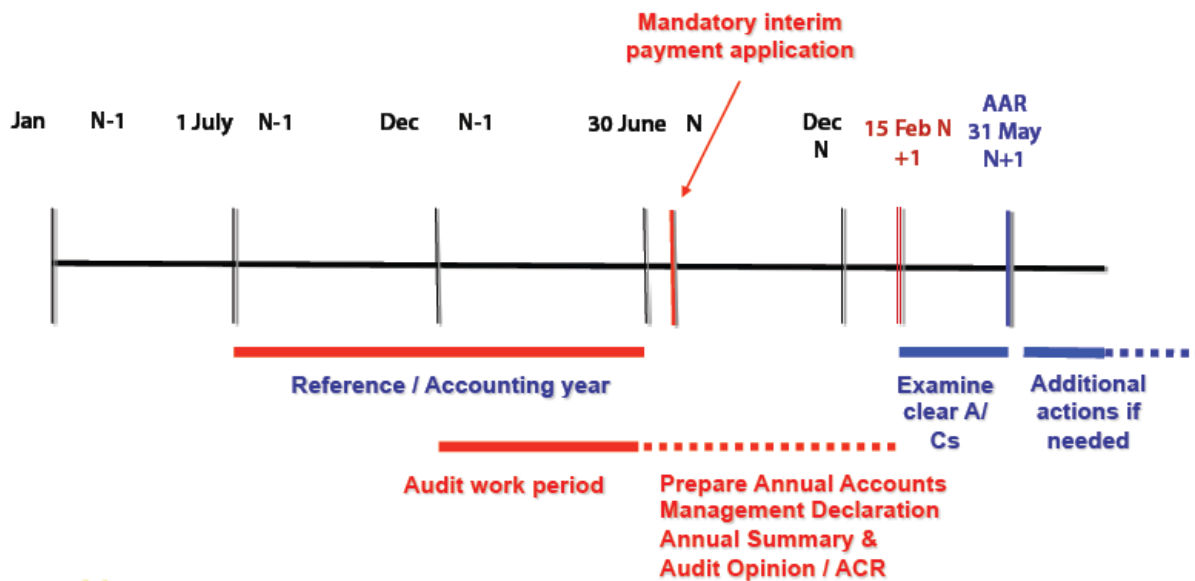 Mandatory interim
payment application
Jan N-1 1 July N-1 Dec N-1 30 June N
Dec
N
15 Feb N
+1
AAR
31 May
N+1
Reference / Accounting year
Examine
clear A/
Cs
Additional
actions if
needed
Audit work period
Prepare Annual Accounts
Management Declaration
Annual Summary &
Audit Opinion / ACR